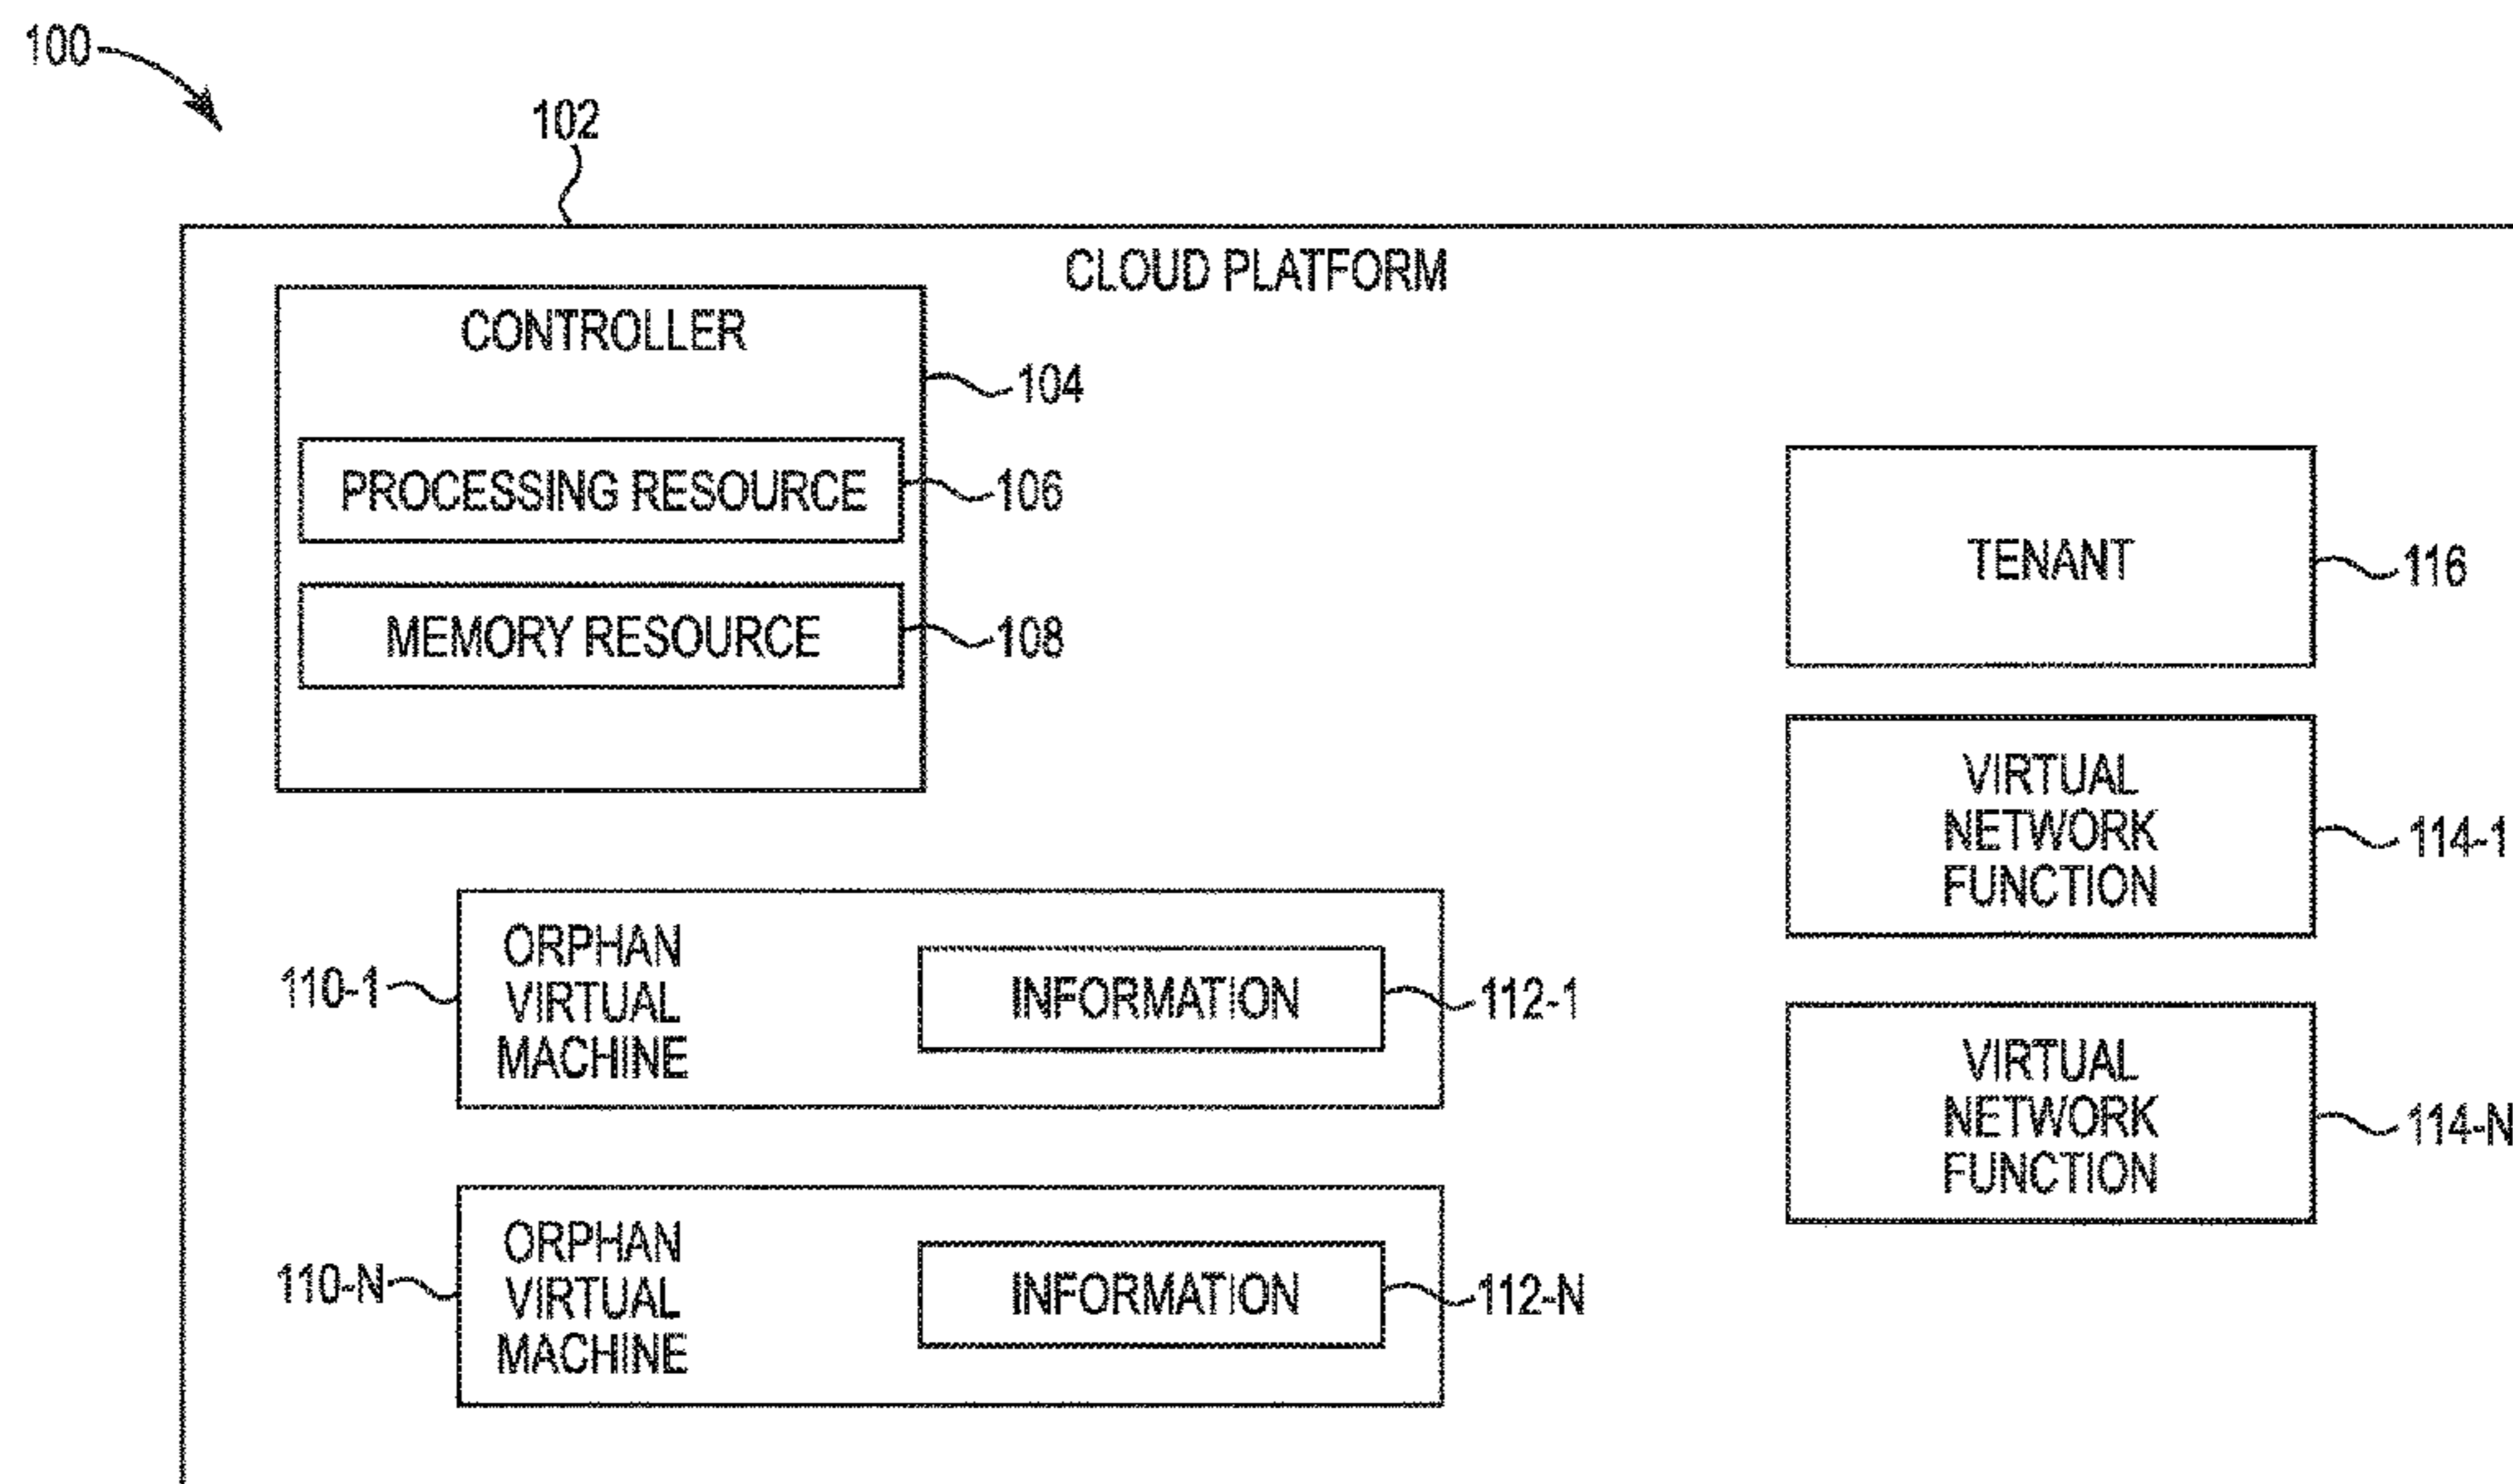 100
102
CLOUD PLATFORM
CONTROLLER
104
PROCESSING RESOURCE
106
MEMORY RESOURCE
108
TENANT
116
VIRTUAL
NETWORK
FUNCTION
114-1
ORPHAN
VIRTUAL
MACHINE
110-1
INFORMATION
112-1
VIRTUAL
NETWORK
FUNCTION
114-N
ORPHAN
VIRTUAL
MACHINE
110-N
INFORMATION
112-N